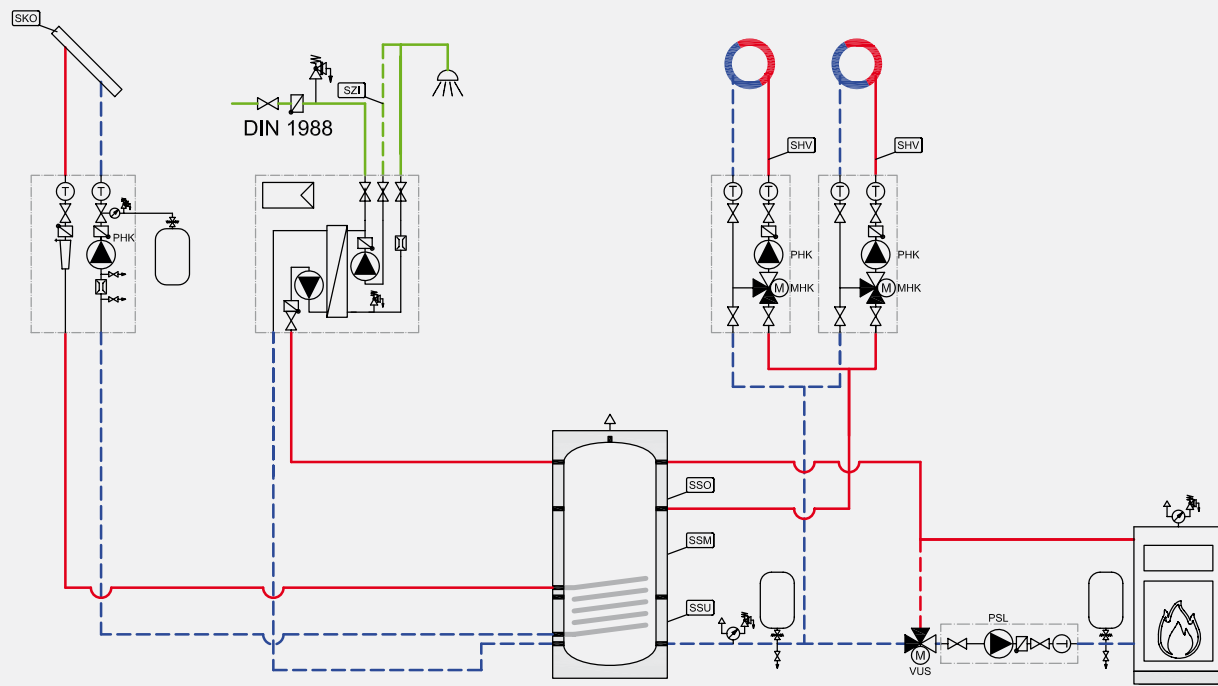 SKO
SZI
DIN 1988
SHV
SHV
T
T
T
T
T
T
PHK
PHK
PHK
M
MHK
M
MHK
SSO
SSM
SSU
PSL
T
M
VUS